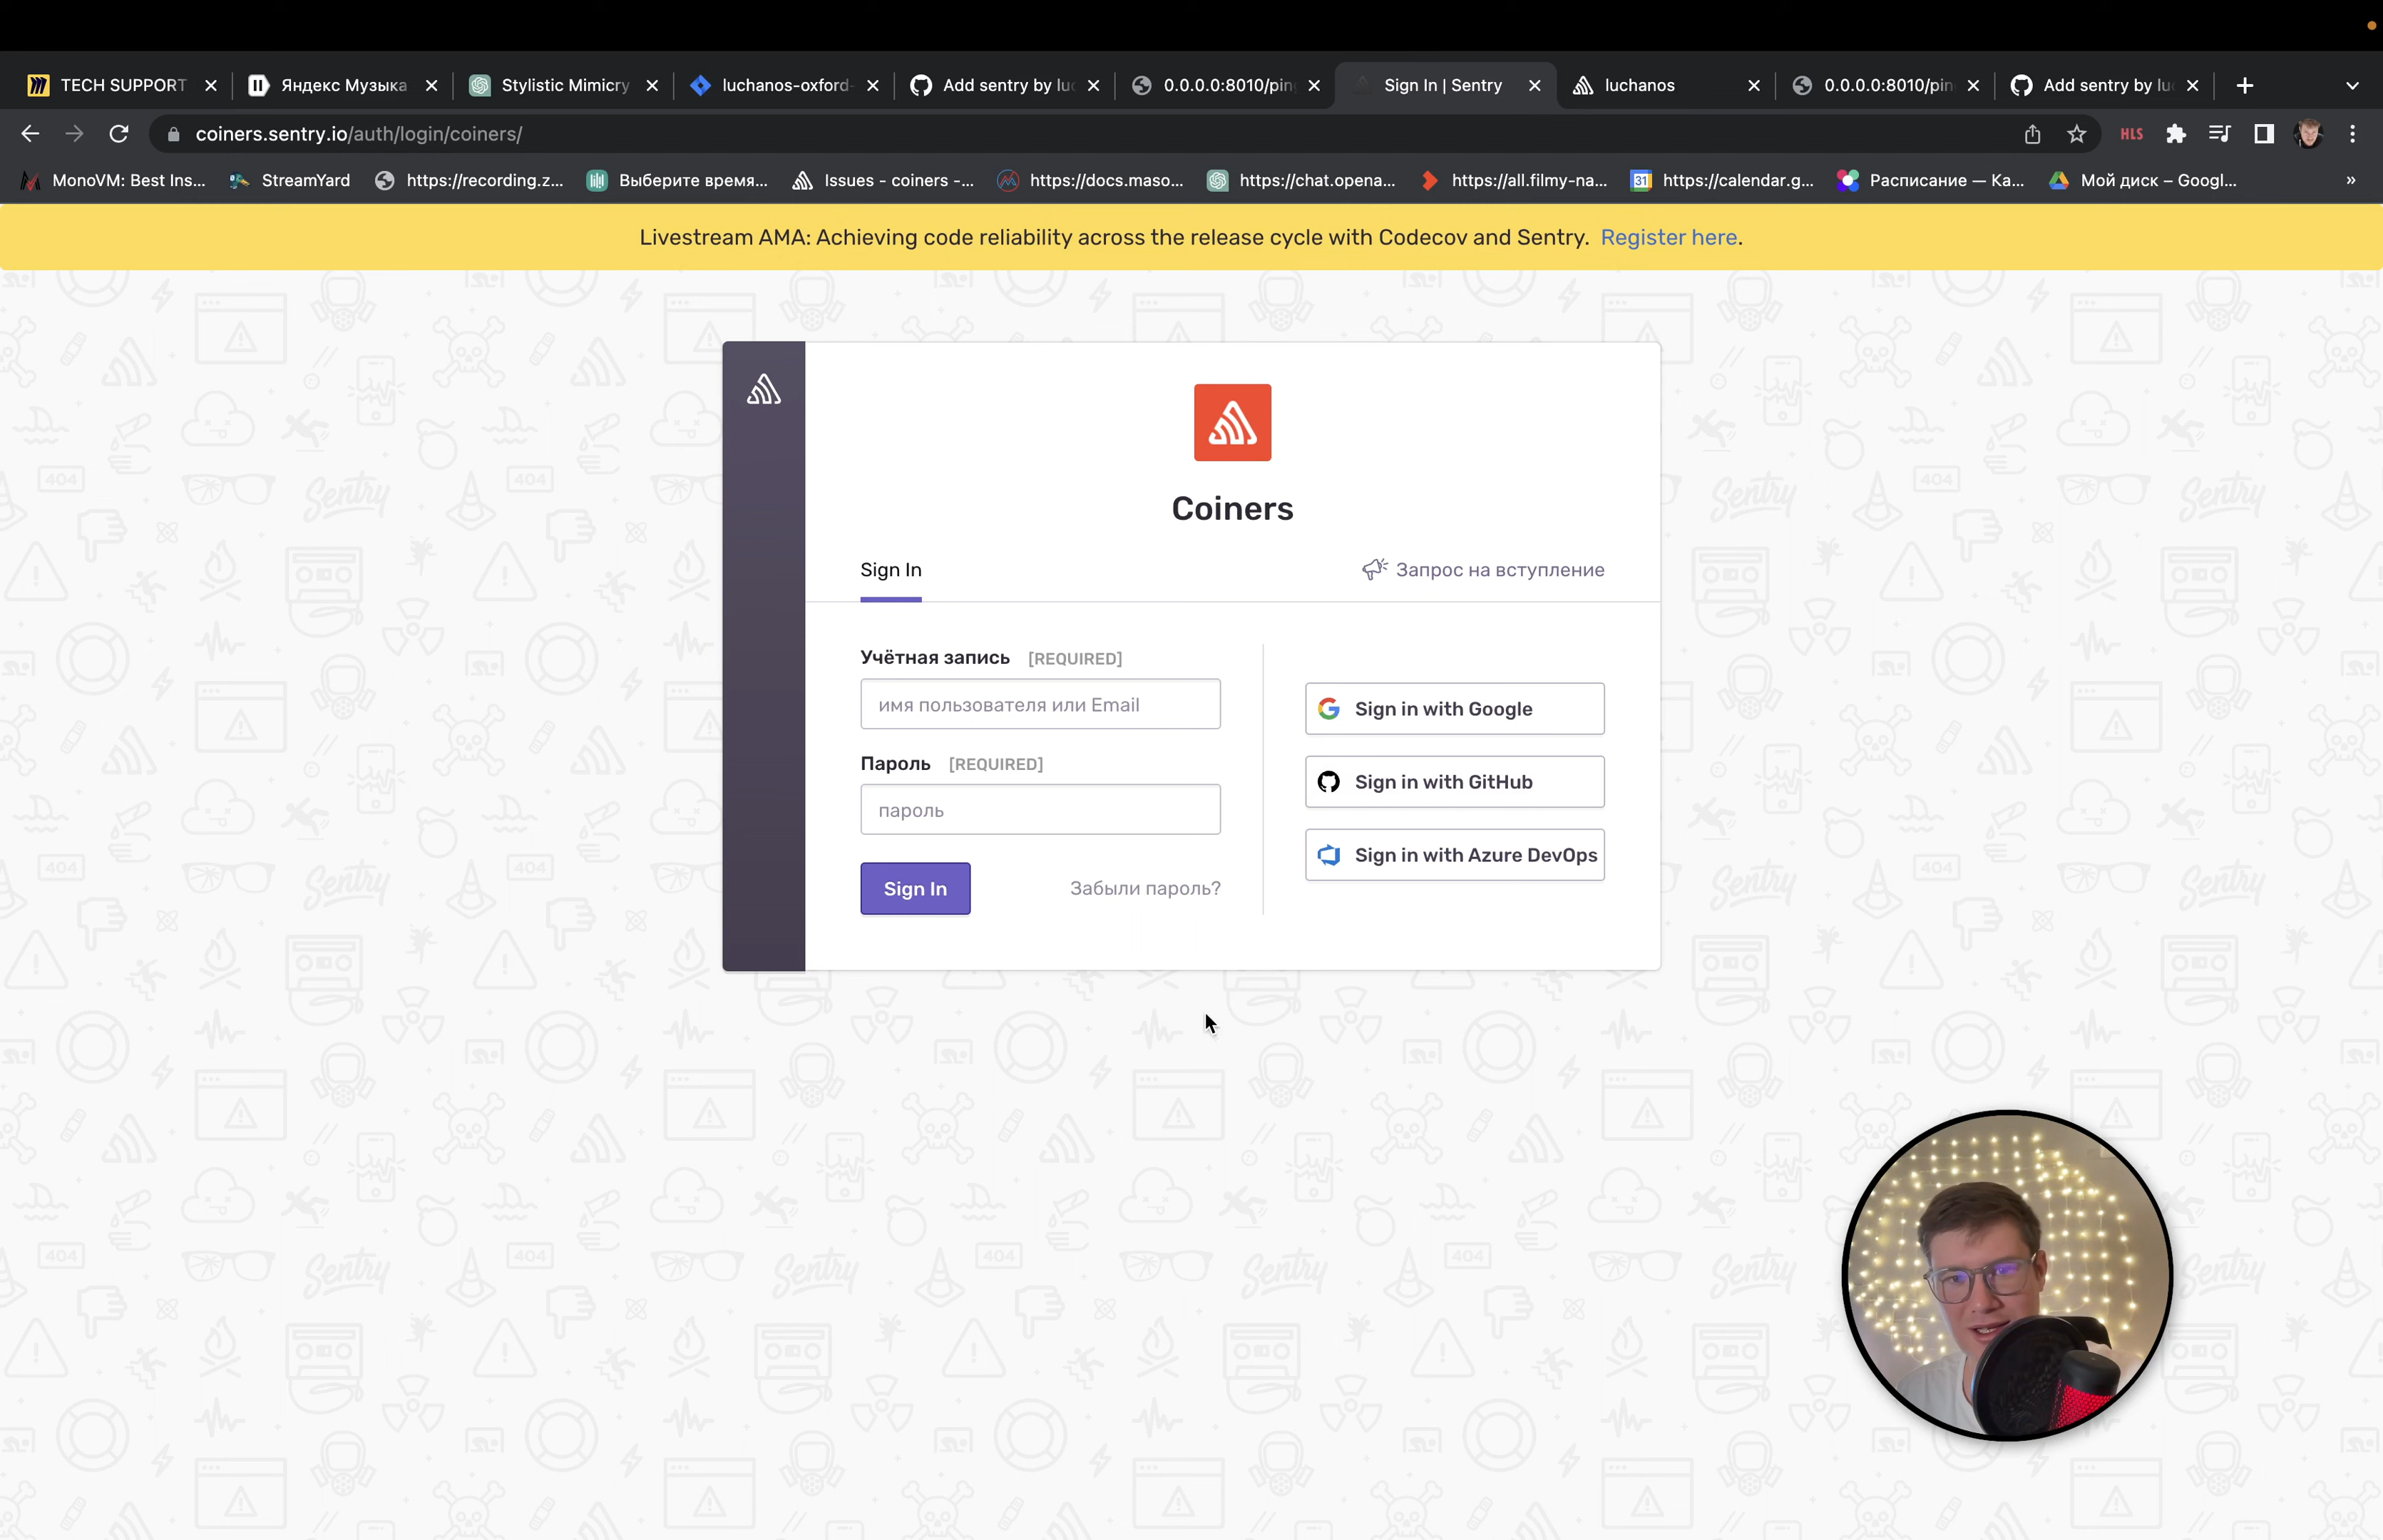 TECH SUPPORT
Яндекс Музыка
Stylistic Mimicry
luchanos-oxford-
Add sentry by luc
0.0.0.0:8010/ping
Sign In | Sentry
luchanos
0.0.0.0:8010/pin
Add sentry by lu
coiners.sentry.io/auth/login/coiners/
HLS
MonoVM: Best Ins...
StreamYard
https://recording.z...
Выберите время...
Issues - coiners -...
https://docs.maso...
https://chat.opena...
https://all.filmy-na...
31
https://calendar.g...
Расписание — Ка...
Мой диск – Googl...
»
Livestream AMA: Achieving code reliability across the release cycle with Codecov and Sentry. Register here.
Coiners
Sign In
Запрос на вступление
Учётная запись [REQUIRED]
имя пользователя или Email
Пароль [REQUIRED]
пароль
Sign In
Забыли пароль?
Sign in with Google
Sign in with GitHub
Sign in with Azure DevOps